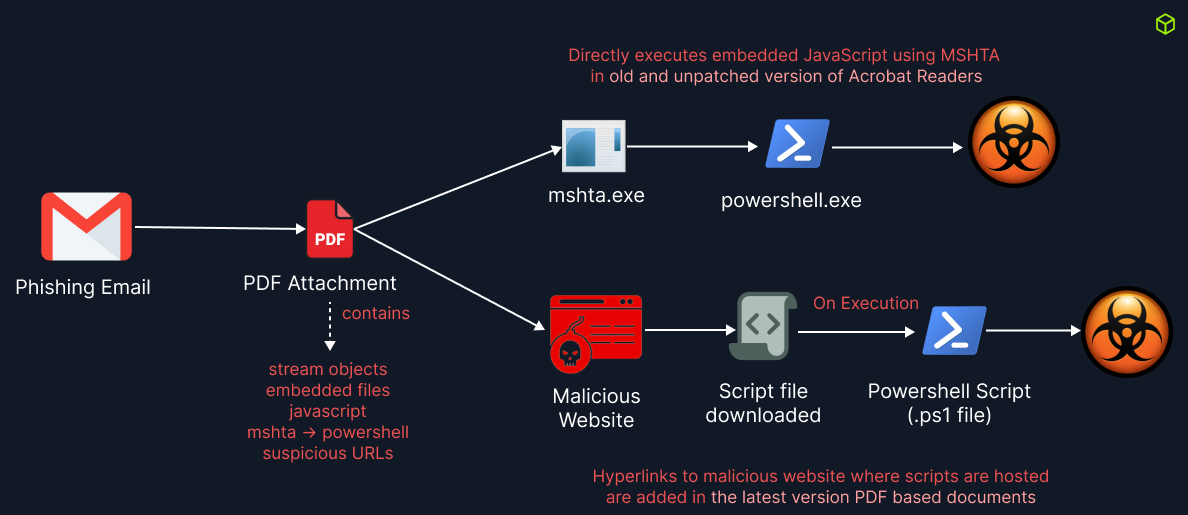 Directly executes embedded JavaScript using MSHTA
in old and unpatched version of Acrobat Readers
mshta.exe
powershell.exe
PDF
Phishing Email
PDF Attachment
contains
stream objects
embedded files
javascript
mshta → powershell
suspicious URLs
On Execution
Malicious
Website
Script file
downloaded
Powershell Script
(.ps1 file)
Hyperlinks to malicious website where scripts are hosted
are added in the latest version PDF based documents